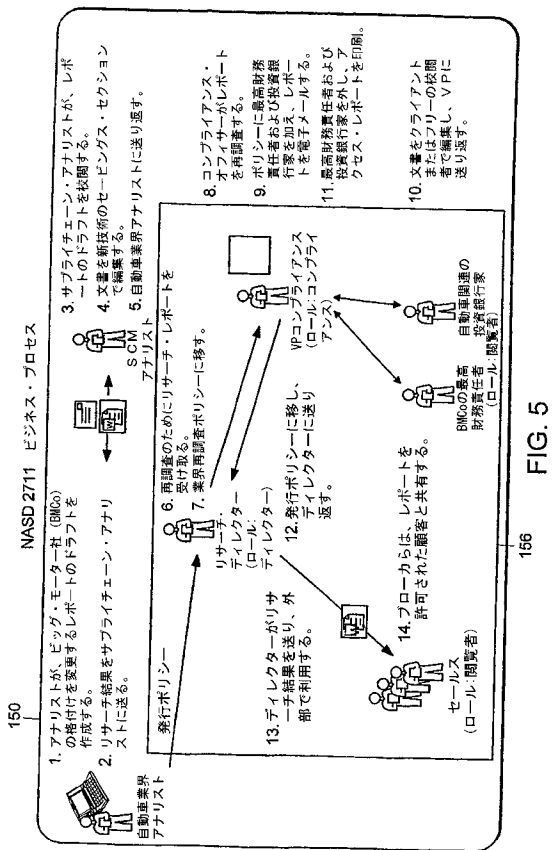 150
NASD 2711 ビジネス・プロセス
1. アナリストが、ビッグ・モーター社(BMCo)
の格付けを変更するレポートのドラフトを
作成する。
2. リサーチ結果をサプライチェーン・アナリ
ストに送る。
自動車業界
アナリスト
SCM
アナリスト
3. サプライチェーン・アナリストが、レポ
ートのドラフトを校閲する。
4. 文書を新技術のセービングス・セクション
で編集する。
5. 自動車業界アナリストに送り返す。
発行ポリシー
6. 再調査のためにリサーチ・レポートを
受け取る。
7. 業界再調査ポリシーに移す。
リサーチ・
ディレクター
(ロール:
ディレクター)
VPコンプライアンス
(ロール:コンプライ
アンス)
8. コンプライアンス・
オフィサーがレポート
を再調査する。
9. ポリシーに最高財務
責任者および投資銀
行家を加え、レポー
トを電子メールする。
11. 最高財務責任者および
投資銀行家を外し、ア
クセス・レポートを印刷。
10. 文書をクライアント
またはフリーの校閲
者で編集し、VPに
送り返す。
12. 発行ポリシーに移し、
ディレクターに送り
返す。
13. ディレクターがリサ
ーチ結果を送り、外
部で利用する。
14. ブローカらは、レポートを
許可された顧客と共有する。
セールス
(ロール:閲覧者)
BMCoの最高
財務責任者
(ロール:閲覧者)
自動車関連の
投資銀行家
156
FIG. 5